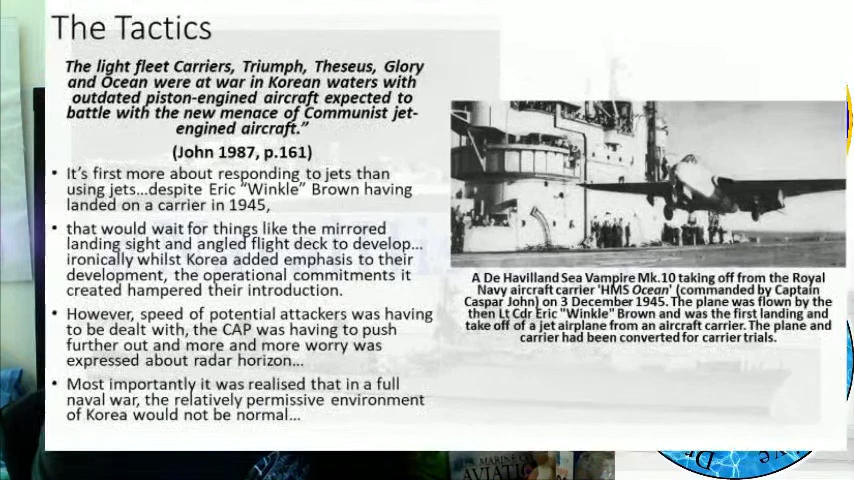 The Tactics
The light fleet Carriers, Triumph, Theseus, Glory
and Ocean were at war in Korean waters with
outdated piston-engined aircraft expected to
battle with the new menace of Communist jet-
engined aircraft.”
(John 1987, p.161)
• It’s first more about responding to jets than
using jets…despite Eric “Winkle” Brown having
landed on a carrier in 1945,
• that would wait for things like the mirrored
landing sight and angled flight deck to develop…
ironically whilst Korea added emphasis to their
development, the operational commitments it
created hampered their introduction.
• However, speed of potential attackers was having
to be dealt with, the CAP was having to push
further out and more and more worry was
expressed about radar horizon…
• Most importantly it was realised that in a full
naval war, the relatively permissive environment
of Korea would not be normal…
A De Havilland Sea Vampire Mk.10 taking off from the Royal
Navy aircraft carrier 'HMS Ocean' (commanded by Captain
Caspar John) on 3 December 1945. The plane was flown by the
then Lt Cdr Eric "Winkle" Brown and was the first landing and
take off of a jet airplane from an aircraft carrier. The plane and
carrier had been converted for carrier trials.
AVIATIO